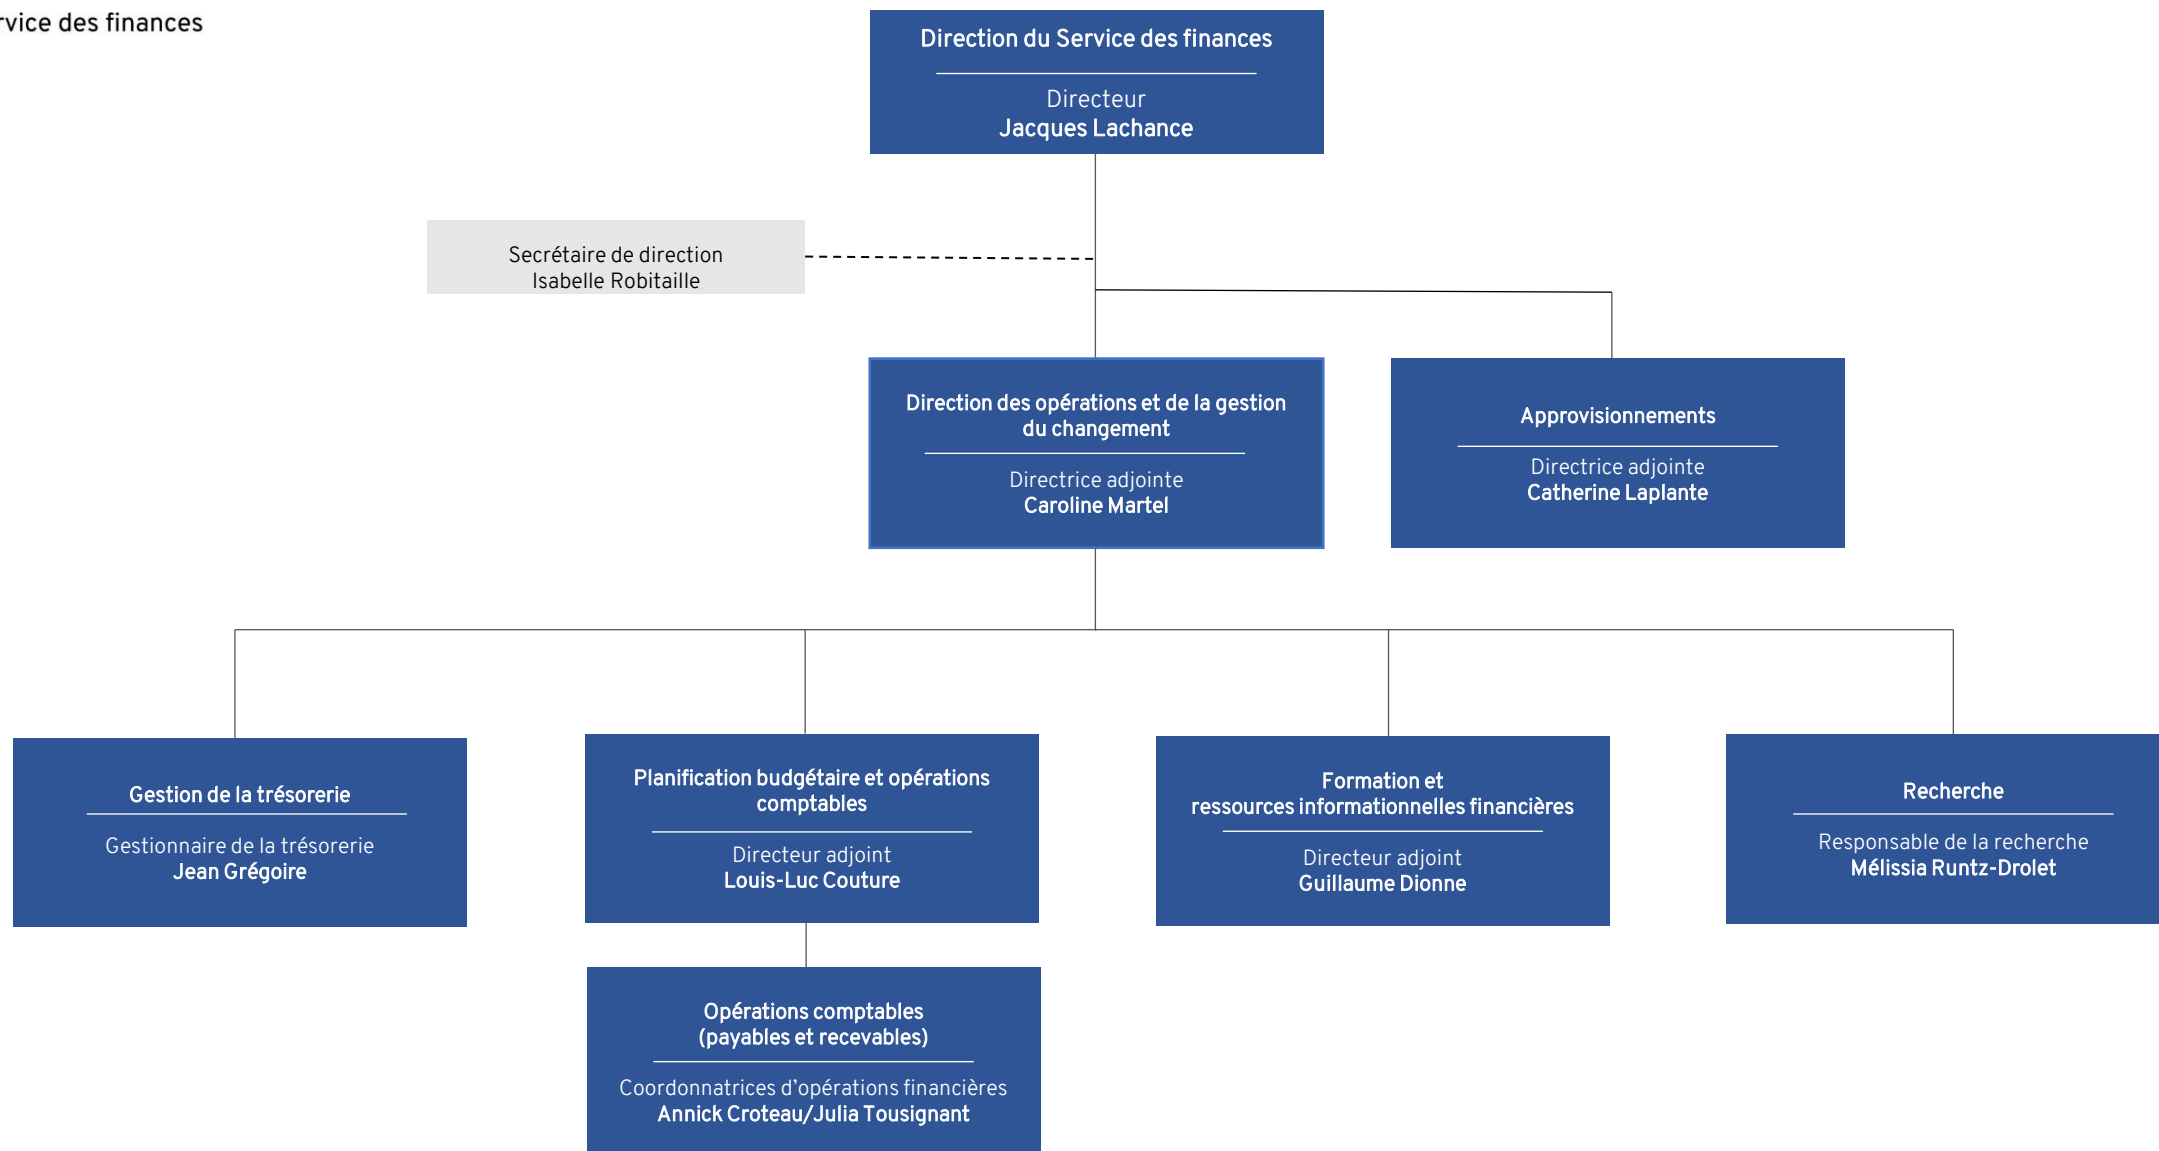 rvice des finances
Direction du Service des finances
Directeur
Jacques Lachance
Secrétaire de direction
Isabelle Robitaille
Direction des opérations et de la gestion
du changement
Directrice adjointe
Caroline Martel
Approvisionnements
Directrice adjointe
Catherine Laplante
Gestion de la trésorerie
Gestionnaire de la trésorerie
Jean Grégoire
Planification budgétaire et opérations
comptables
Directeur adjoint
Louis-Luc Couture
Formation et
ressources informationnelles financières
Directeur adjoint
Guillaume Dionne
Recherche
Responsable de la recherche
Mélissia Runtz-Drolet
Opérations comptables
(payables et recevables)
Coordonnatrices d’opérations financières
Annick Croteau/Julia Tousignant